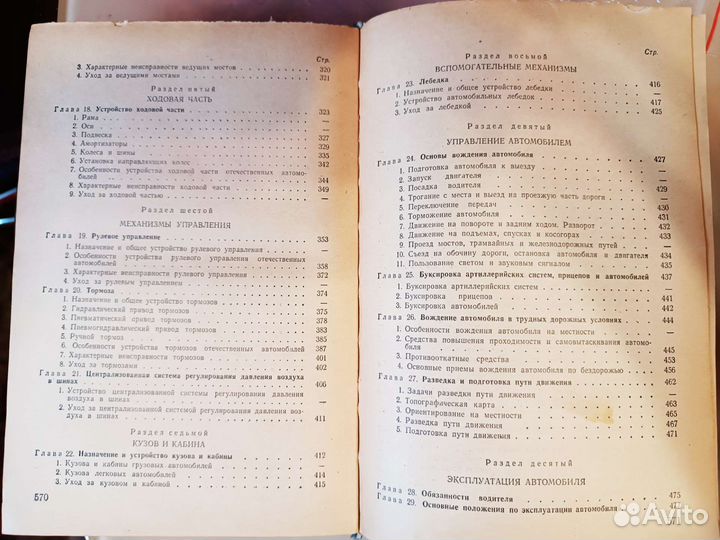 Стр.
3. Характерные неисправности ведущих мостов . . . . 320
4. Уход за ведущими мостами . . . . 321
Раздел пятый
ХОДОВАЯ ЧАСТЬ
Глава 18. Устройство ходовой части . . . . 323
1. Рама . . . . —
2. Оси . . . . —
3. Подвеска . . . . 327
4. Амортизаторы . . . . 329
5. Колеса и шины . . . . 335
6. Установка направляющих колес . . . . 342
7. Особенности устройства ходовой части отечественных автомо-
билей . . . . 344
8. Характерные неисправности ходовой части . . . . 349
9. Уход за ходовой частью . . . . —
Раздел шестой
МЕХАНИЗМЫ УПРАВЛЕНИЯ
Глава 19. Рулевое управление . . . . 353
1. Назначение и общее устройство рулевого управления . . . . —
2. Особенности устройства рулевого управления отечественных
автомобилей . . . . 358
3. Характерные неисправности рулевого управления . . . . 372
4. Уход за рулевым управлением . . . . —
Глава 20. Тормоза . . . . 374
1. Назначение и общее устройство тормозов . . . . —
2. Гидравлический привод тормозов . . . . 377
3. Пневматический привод тормозов . . . . 383
4. Пневмогидравлический привод тормозов . . . . 385
5. Ручной тормоз . . . . —
6. Особенности устройства тормозов отечественных автомобилей 387
7. Характерные неисправности тормозов . . . . 401
8. Уход за тормозами . . . . 402
Глава 21. Централизованная система регулирования давления воздуха
в шинах . . . . 406
1. Устройство централизованной системы регулирования давления
воздуха в шинах . . . . —
2. Уход за централизованной системой регулирования давления воз-
духа в шинах . . . . 411
Раздел седьмой
КУЗОВ И КАБИНА
Глава 22. Назначение и устройство кузова и кабины . . . . 412
1. Кузова и кабины грузовых автомобилей . . . . —
2. Кузова легковых автомобилей . . . . 414
3. Уход за кузовом и кабиной . . . . 415
570
Раздел восьмой Стр.
ВСПОМОГАТЕЛЬНЫЕ МЕХАНИЗМЫ
Глава 23. Лебедка . . . . 416
1. Назначение и общее устройство лебедки . . . . —
2. Устройство автомобильных лебедок . . . . 417
3. Уход за лебедкой . . . . 425
Раздел девятый
УПРАВЛЕНИЕ АВТОМОБИЛЕМ
Глава 24. Основы вождения автомобиля . . . . 427
1. Подготовка автомобиля к выезду . . . . —
2. Запуск двигателя . . . . —
3. Посадка водителя . . . . —
4. Трогание с места и выезд на проезжую часть дороги . . . . 429
5. Переключение передач . . . . 430
6. Торможение автомобиля . . . . 431
7. Движение на повороте и задним ходом. Разворот . . . . 432
8. Движение на подъемах, спусках и косогорах . . . . —
9. Проезд мостов, трамвайных и железнодорожных путей . . . . 433
10. Съезд на обочину дороги, остановка автомобиля и двигателя 434
11. Пользование светом и звуковым сигналом . . . . 435
Глава 25. Буксировка артиллерийских систем, прицепов и автомобилей 437
1. Буксировка артиллерийских систем . . . . —
2. Буксировка прицепов . . . . 440
3. Буксировка автомобилей . . . . 441
Глава 26. Вождение автомобиля в трудных дорожных условиях . . . . 444
1. Особенности вождения автомобиля на местности . . . . —
2. Средства повышения проходимости и самовытаскивания авто-
мобиля . . . . 445
3. Противооткатные средства . . . . 453
4. Основные приемы вождения автомобиля по бездорожью . . . . 456
Глава 27. Разведка и подготовка пути движения . . . . 462
1. Задачи разведки пути движения . . . . —
2. Топографическая карта . . . . 463
3. Ориентирование на местности . . . . 465
4. Разведка пути движения . . . . 467
5. Подготовка пути движения . . . . 471
Раздел десятый
ЭКСПЛУАТАЦИЯ АВТОМОБИЛЯ
Глава 28. Обязанности водителя . . . . 475
Глава 29. Основные положения по эксплуатации автомобиля
Avito